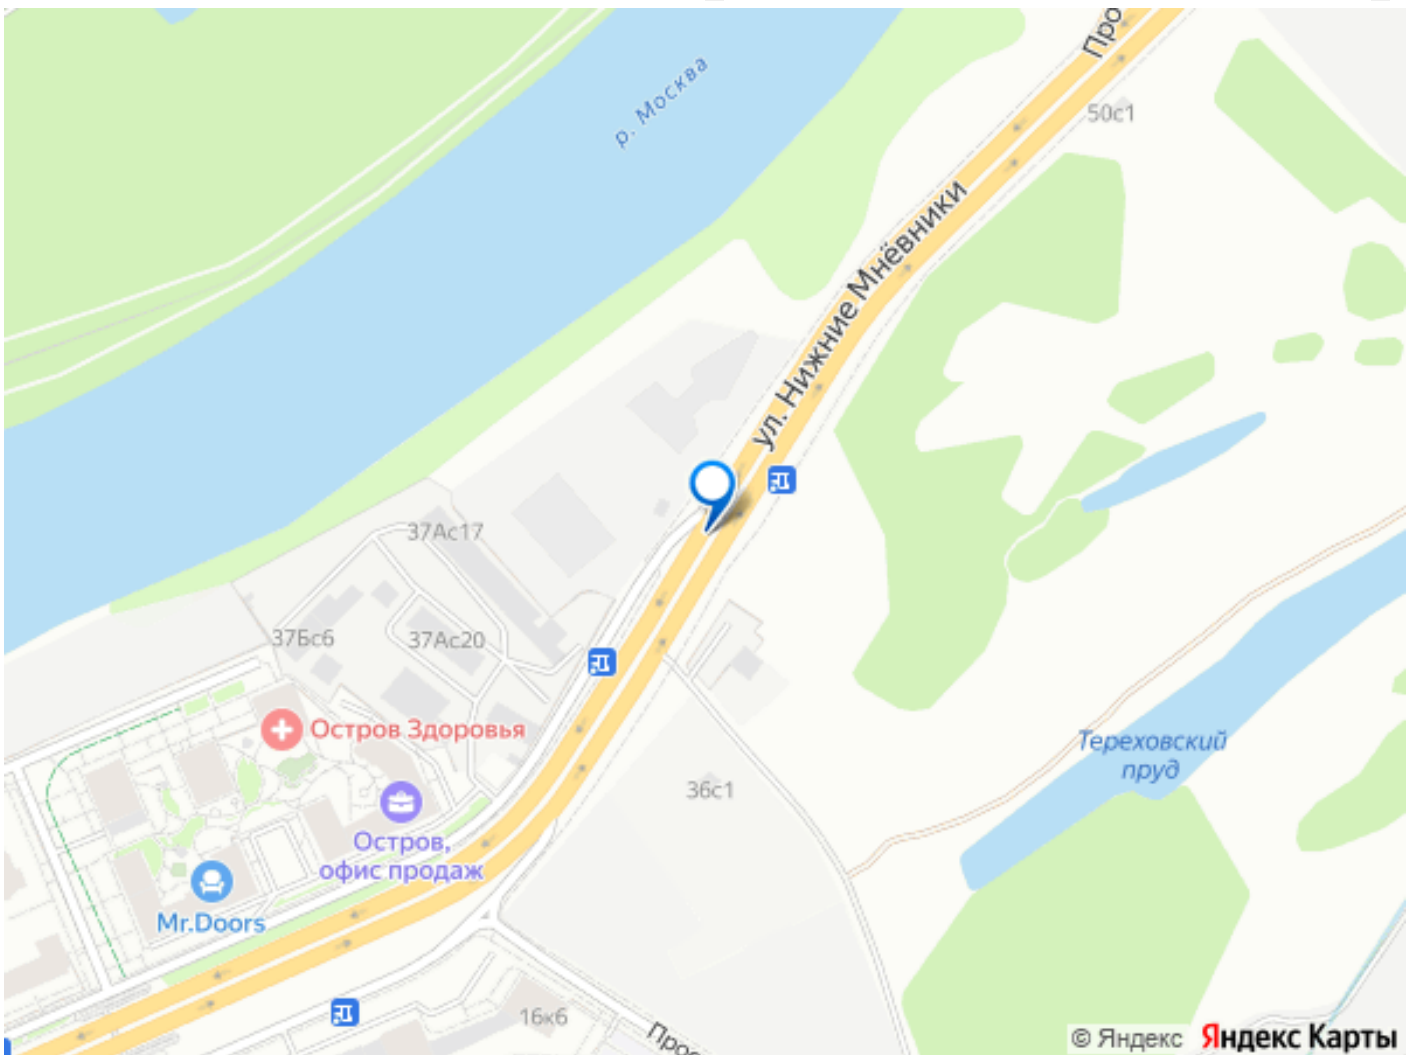 Про
50с1
р. Москва
ул. Нижние Мнёвники
37Ас17
37Бс6
37Ас20
Остров Здоровья
Тереховский
пруд
36с1
Остров,
офис продаж
Mr.Doors
16к6
Прос
© Яндекс Яндекс Карты